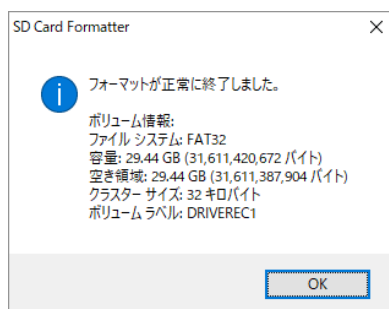 SD Card Formatter
フォーマットが正常に終了しました。
ボリューム情報:
ファイル システム: FAT32
容量: 29.44 GB (31,611,420,672 バイト)
空き領域: 29.44 GB (31,611,387,904 バイト)
クラスター サイズ: 32 キロバイト
ボリューム ラベル: DRIVEREC1
OK